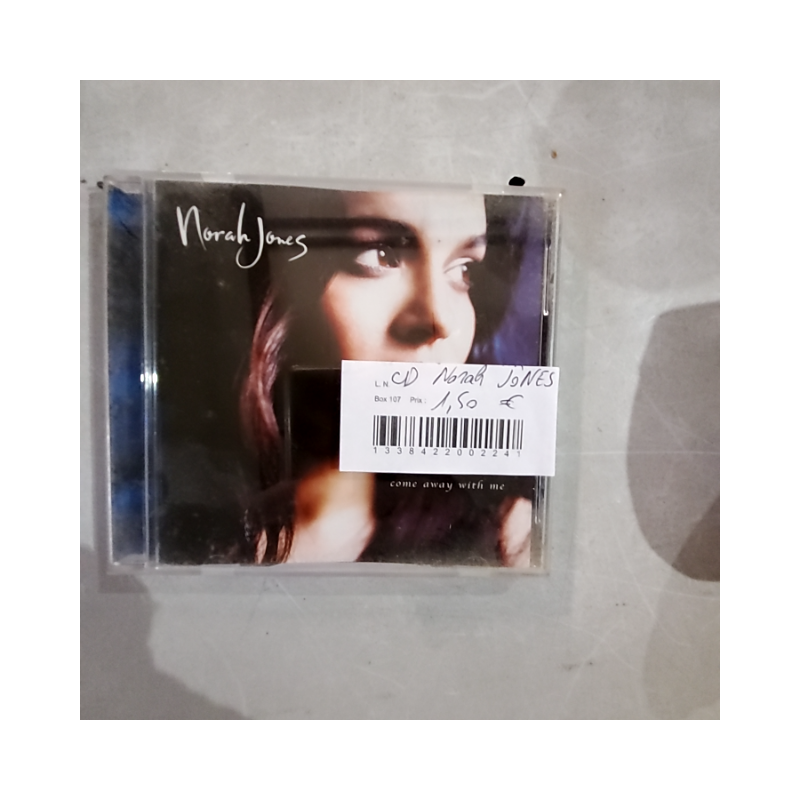 Norah Jones
L. N. CD Norah JONES
Box 107 Prix : 1,50 €
1338422002241
come away with me